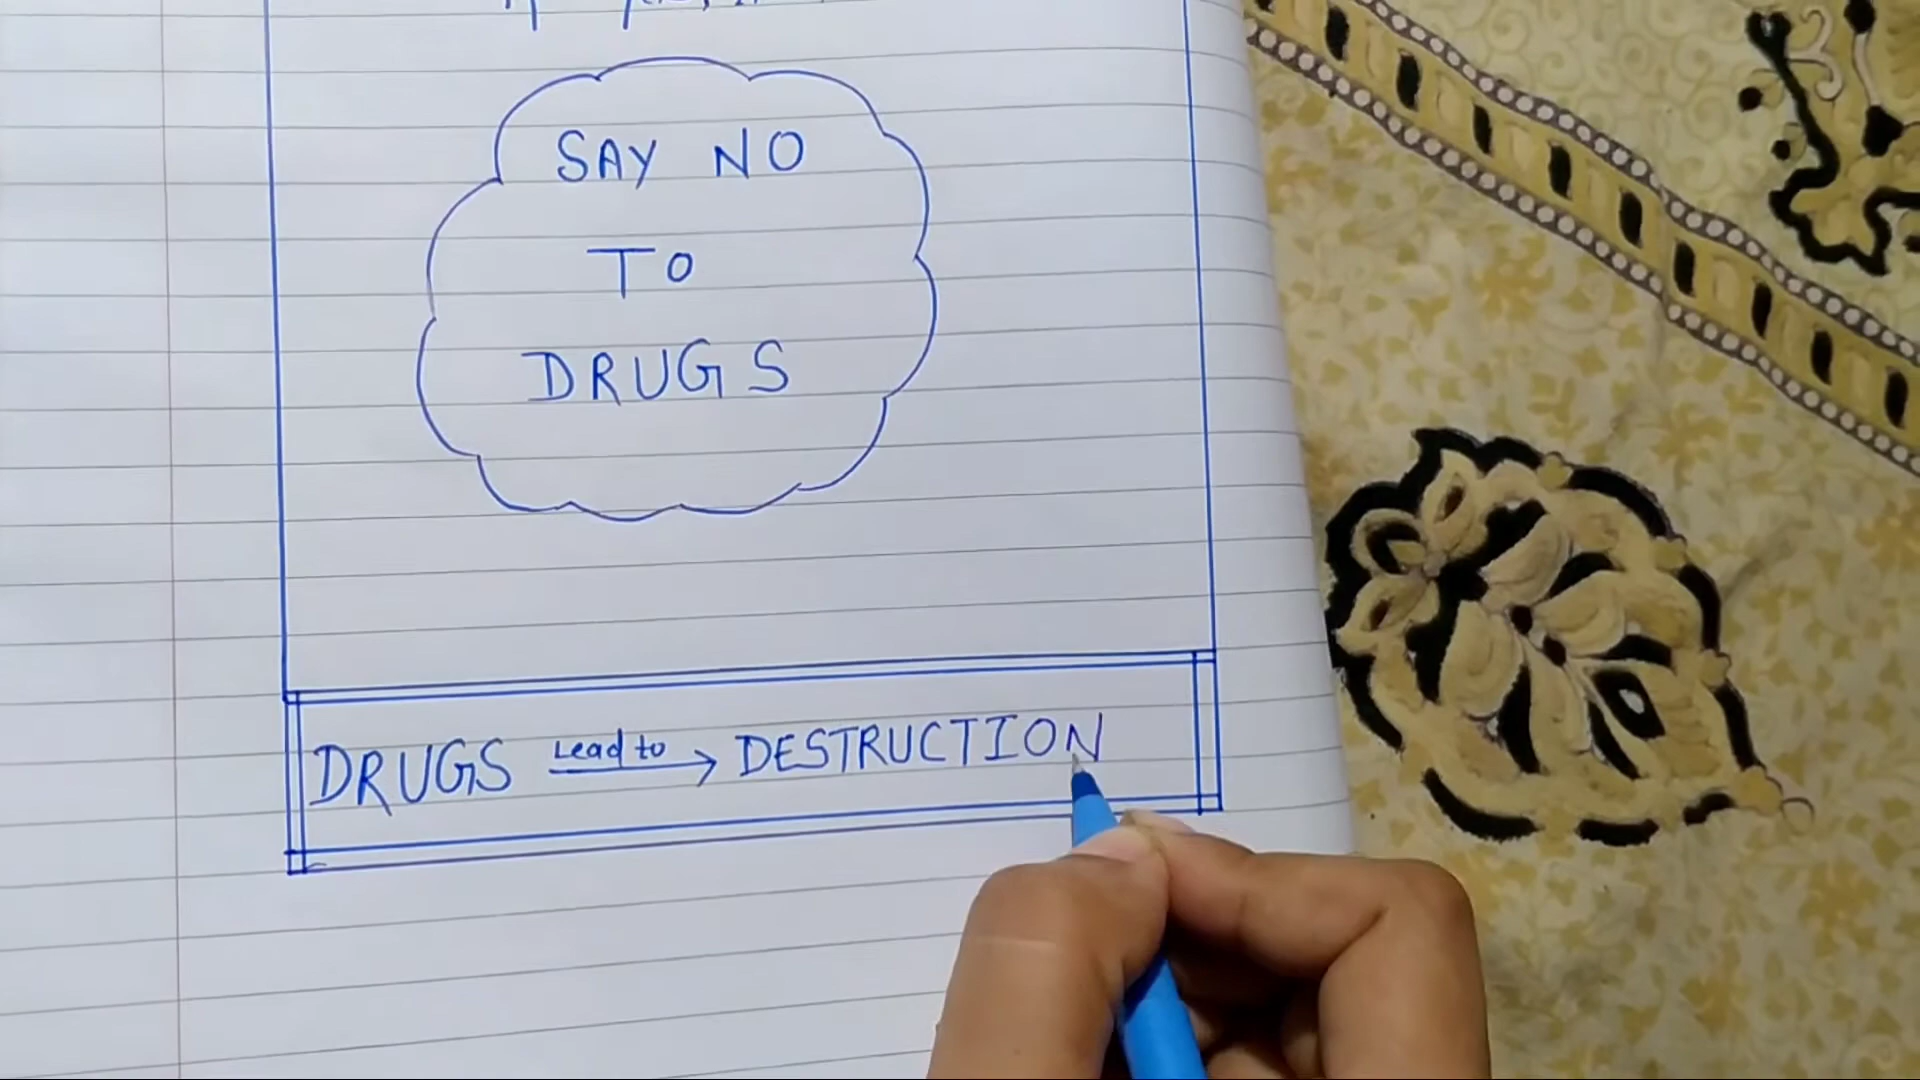 SAY NO
TO
DRUGS
DRUGS Lead to → DESTRUCTION